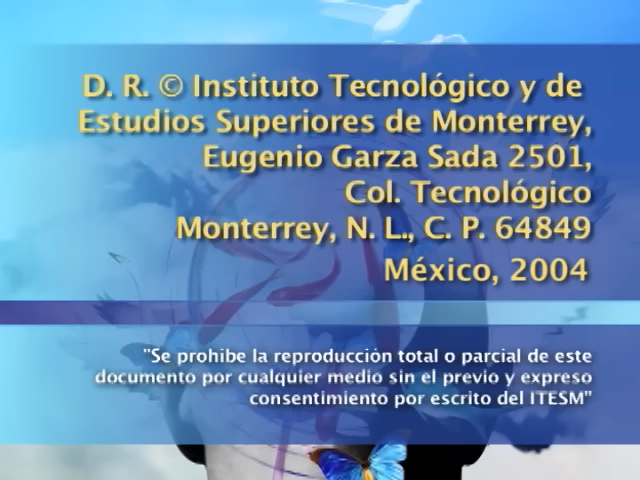 D. R. © Instituto Tecnológico y de
Estudios Superiores de Monterrey,
Eugenio Garza Sada 2501,
Col. Tecnológico
Monterrey, N. L., C. P. 64849
México, 2004
"Se prohibe la reproducción total o parcial de este
documento por cualquier medio sin el previo y expreso
consentimiento por escrito del ITESM"